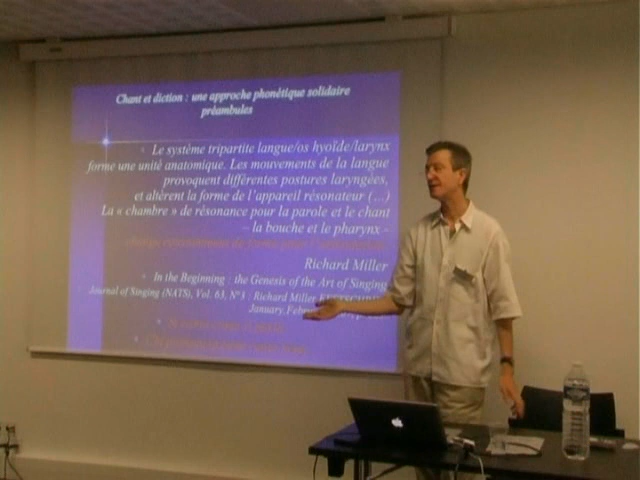 Chant et diction : une approche phonétique solidaire
préambules
Le système tripartite langue/os hyoïde/larynx
forme une unité anatomique. Les mouvements de la langue
provoquent différentes postures laryngées,
et altèrent la forme de l'appareil résonateur (...)
La « chambre » de résonance pour la parole et le chant
– la bouche et le pharynx -
Richard Miller
In the Beginning : the Genesis of the Art of Singing
Journal of Singing (NATS), Vol. 63, N°3 : Richard Miller
January,